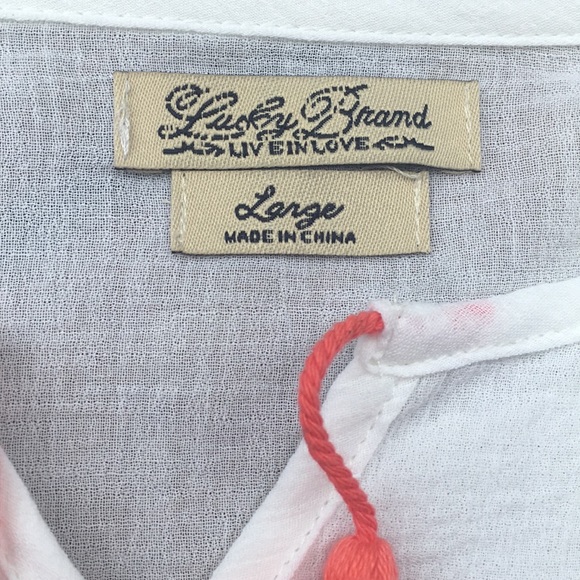 Lucky Brand
LIVE IN LOVE
Large
MADE IN CHINA